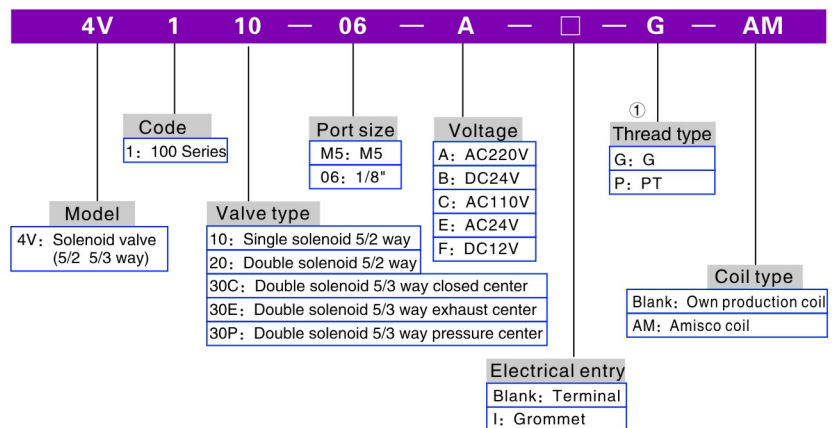 4V 1 10 — 06 — A — □ — G — AM
①
Code
1: 100 Series
Port size
M5: M5
06: 1/8"
Voltage
A: AC220V
B: DC24V
C: AC110V
E: AC24V
F: DC12V
Thread type
G: G
P: PT
Model
4V: Solenoid valve
(5/2 5/3 way)
Valve type
10: Single solenoid 5/2 way
20: Double solenoid 5/2 way
30C: Double solenoid 5/3 way closed center
30E: Double solenoid 5/3 way exhaust center
30P: Double solenoid 5/3 way pressure center
Coil type
Blank: Own production coil
AM: Amisco coil
Electrical entry
Blank: Terminal
I: Grommet